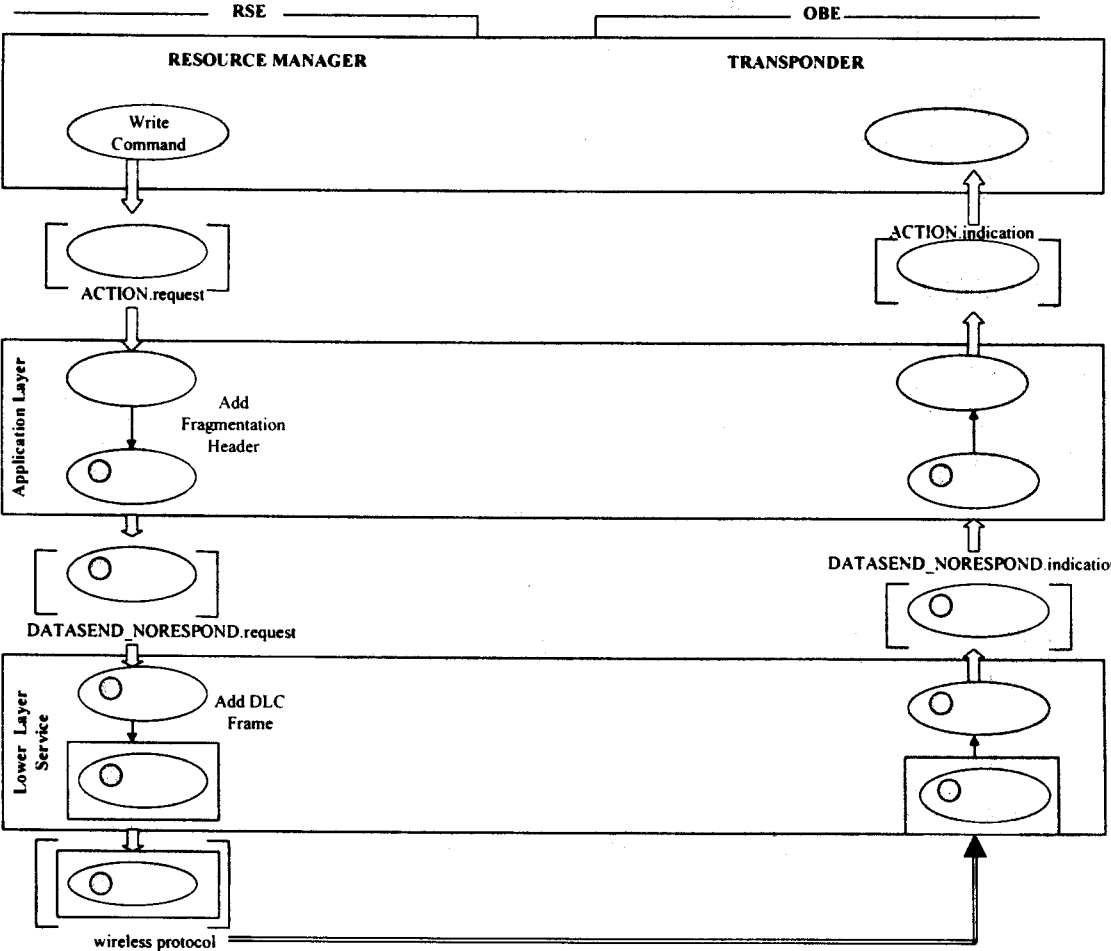 RSE
OBE
RESOURCE MANAGER
TRANSPONDER
Write
Command
ACTION.request
ACTION.indication
Application Layer
Add
Fragmentation
Header
DATASEND_NORESPOND.request
DATASEND_NORESPOND.indicatio
Lower Layer
Service
Add DLC
Frame
wireless protocol